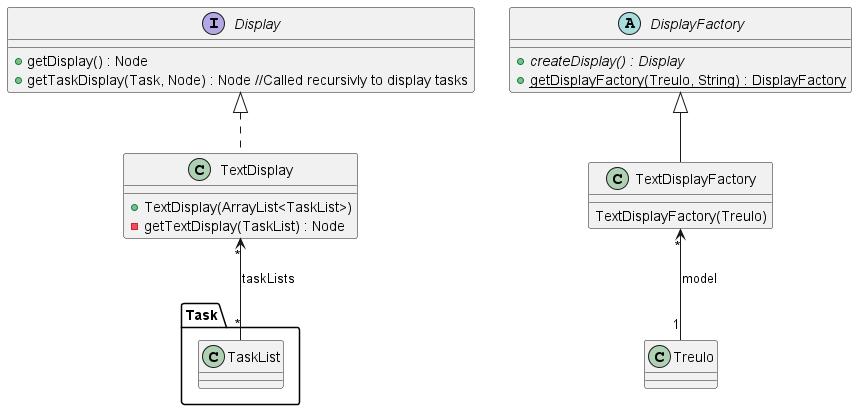 I Display
getDisplay() : Node
getTaskDisplay(Task, Node) : Node //Called recursivly to display tasks
A DisplayFactory
createDisplay() : Display
getDisplayFactory(Treulo, String) : DisplayFactory
C TextDisplay
TextDisplay(ArrayList<TaskList>)
getTextDisplay(TaskList) : Node
C TextDisplayFactory
TextDisplayFactory(Treulo)
*
taskLists
*
*
model
1
Task
C TaskList
C Treulo